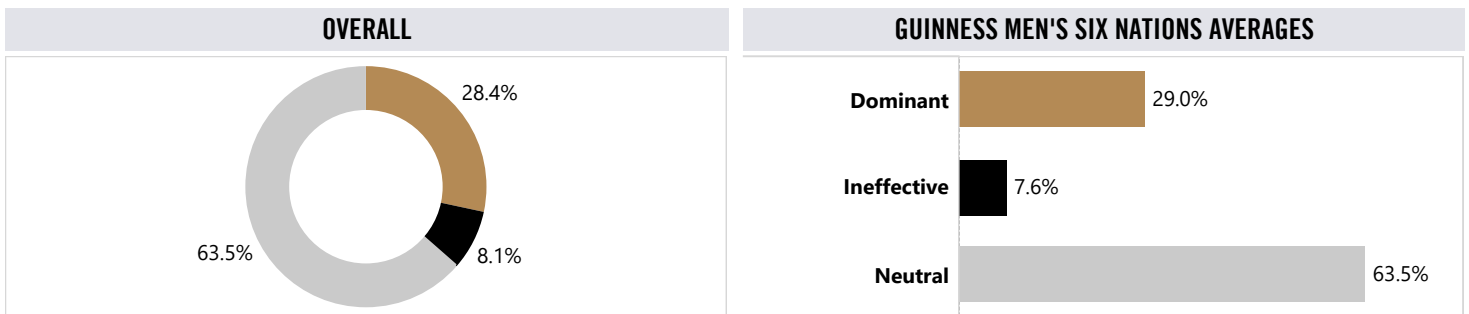 OVERALL
28.4%
8.1%
63.5%
GUINNESS MEN'S SIX NATIONS AVERAGES
Dominant 29.0%
Ineffective 7.6%
Neutral 63.5%